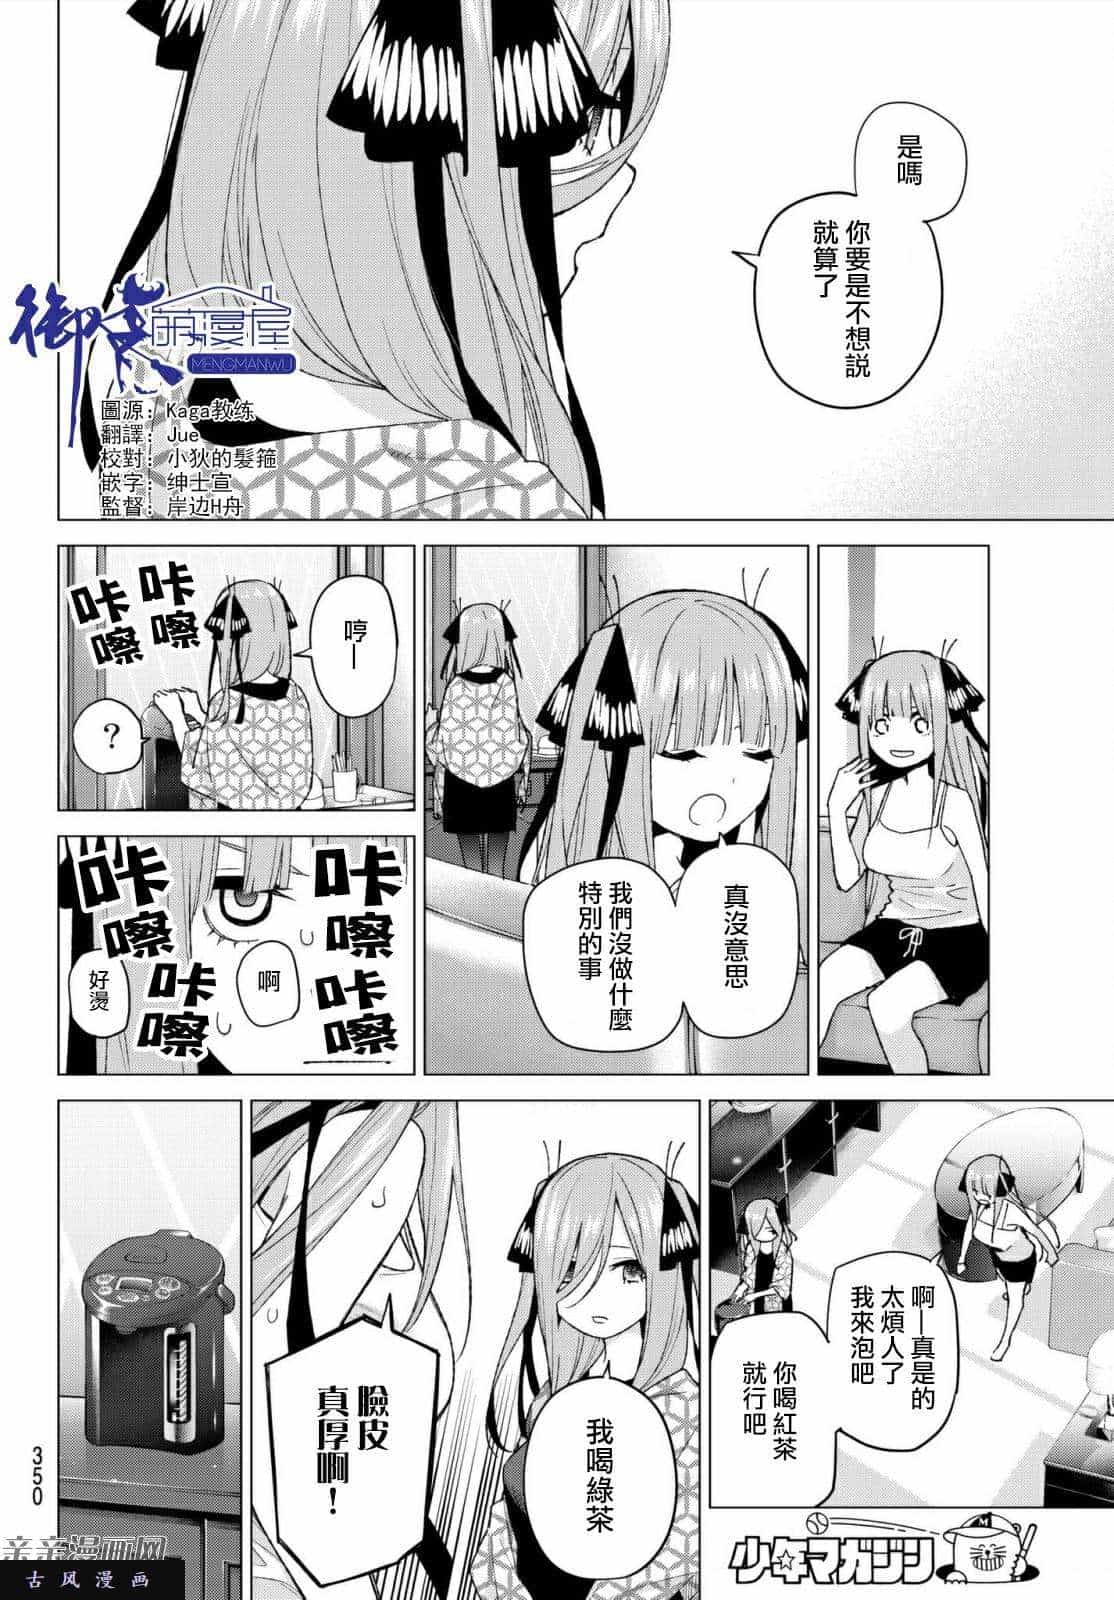 是嗎
你要是不想説
就算了
御宅
萌漫屋
MENGMANWU
圖源：Kaga教练
翻譯：Jue
校對：小狄的髮箍
嵌字：绅士宣
監督：岸边H舟
真沒意思
我們沒做什麼
特別的事
哼—
咔嚓
咔嚓
？
咔嚓
咔嚓
啊
咔嚓
咔嚓
好燙
啊—真是的
太煩人了
我來泡吧
你喝紅茶
就行吧
我喝綠茶
臉皮
真厚啊！
350
少年マガジン
M
亲亲漫画网
古风漫画